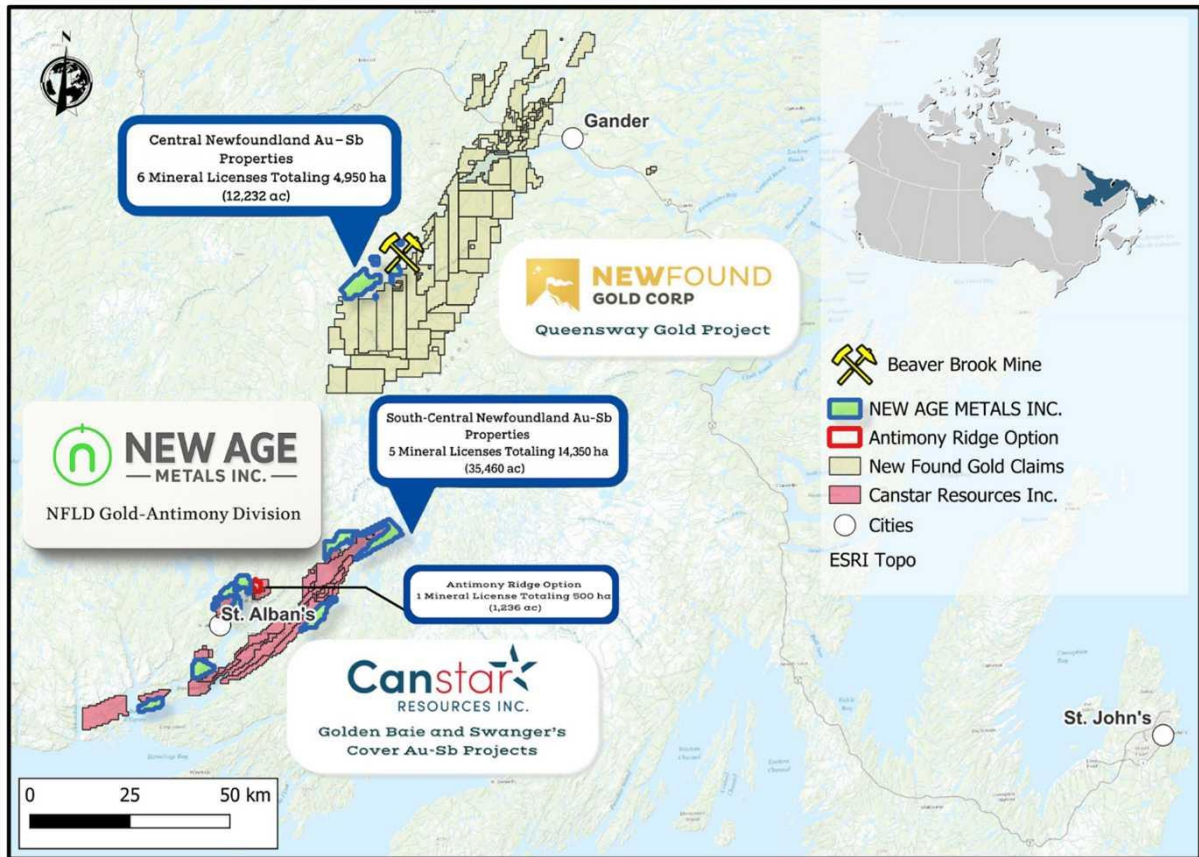 N
Central Newfoundland Au-Sb
Properties
6 Mineral Licenses Totaling 4,950 ha
(12,232 ac)
Gander
NEWFOUND
GOLD CORP
Queensway Gold Project
Beaver Brook Mine
NEW AGE METALS INC.
Antimony Ridge Option
New Found Gold Claims
Canstar Resources Inc.
Cities
ESRI Topo
South-Central Newfoundland Au-Sb
Properties
5 Mineral Licenses Totaling 14,350 ha
(35,460 ac)
n
NEW AGE
METALS INC.
NFLD Gold-Antimony Division
Antimony Ridge Option
1 Mineral License Totaling 500 ha
(1,236 ac)
St. Alban's
Canstar
RESOURCES INC.
Golden Baie and Swanger's
Cover Au-Sb Projects
St. John's
0 25 50 km